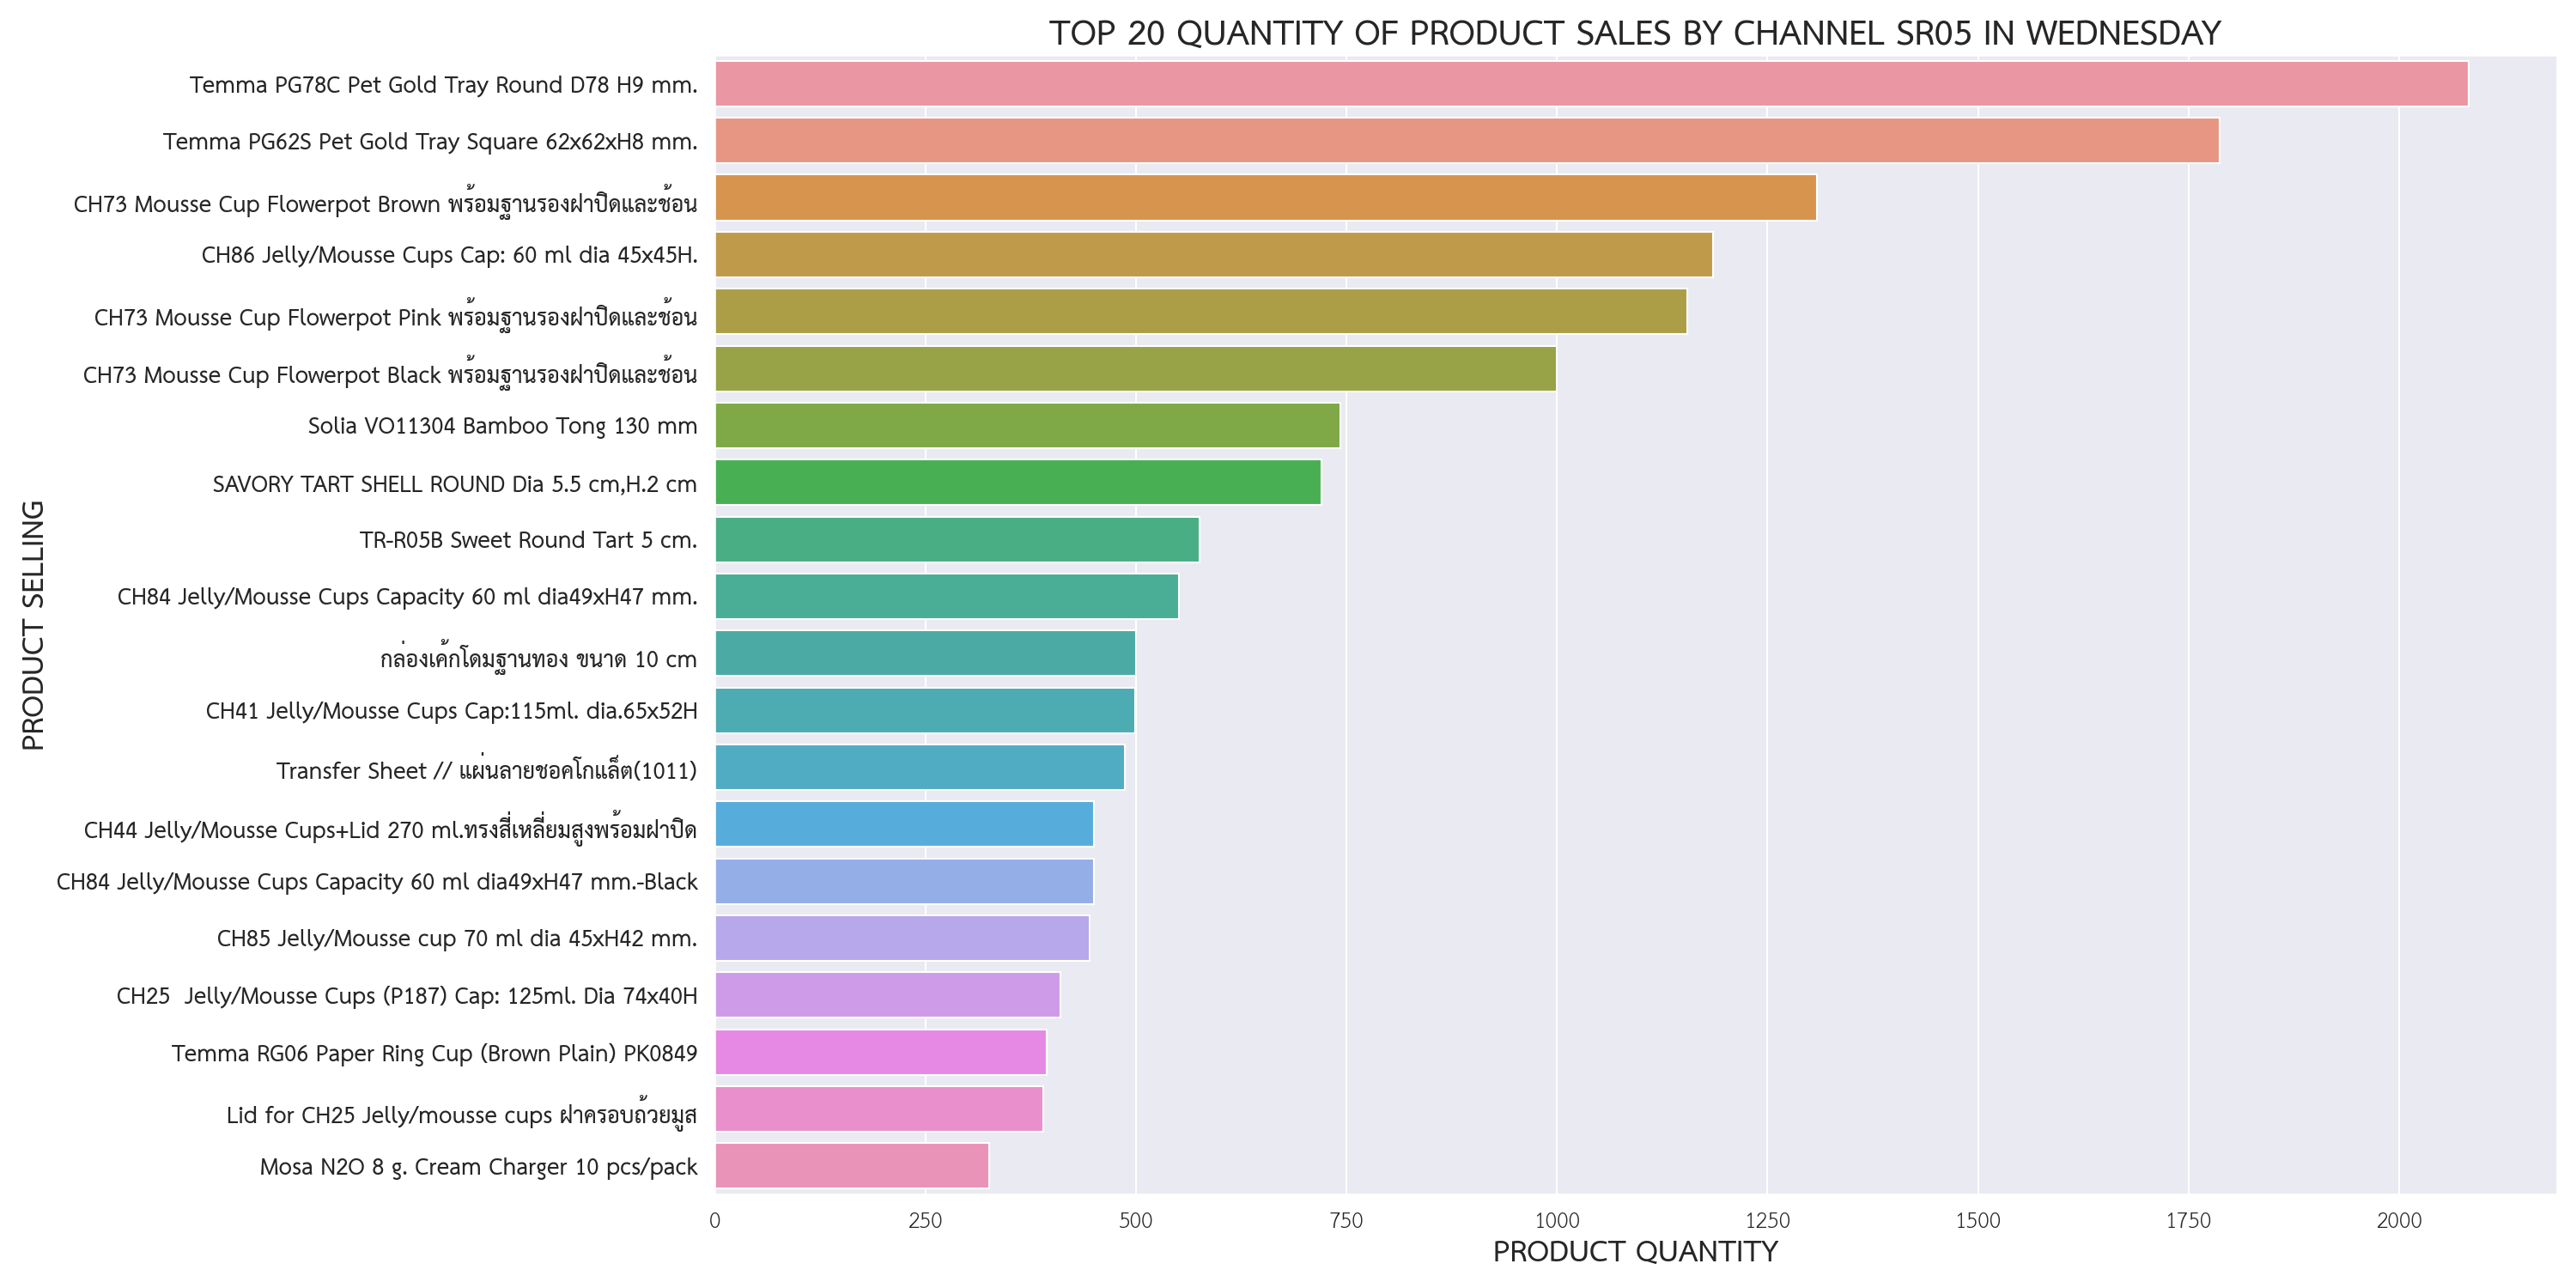 TOP 20 QUANTITY OF PRODUCT SALES BY CHANNEL SR05 IN WEDNESDAY
PRODUCT SELLING
Temma PG78C Pet Gold Tray Round D78 H9 mm.
Temma PG62S Pet Gold Tray Square 62x62xH8 mm.
CH73 Mousse Cup Flowerpot Brown พร้อมฐานรองฝาปิดและช้อน
CH86 Jelly/Mousse Cups Cap: 60 ml dia 45x45H.
CH73 Mousse Cup Flowerpot Pink พร้อมฐานรองฝาปิดและช้อน
CH73 Mousse Cup Flowerpot Black พร้อมฐานรองฝาปิดและช้อน
Solia VO11304 Bamboo Tong 130 mm
SAVORY TART SHELL ROUND Dia 5.5 cm,H.2 cm
TR-R05B Sweet Round Tart 5 cm.
CH84 Jelly/Mousse Cups Capacity 60 ml dia49xH47 mm.
กล่องเค้กโดมฐานทอง ขนาด 10 cm
CH41 Jelly/Mousse Cups Cap:115ml. dia.65x52H
Transfer Sheet // แผ่นลายชอคโกแล็ต(1011)
CH44 Jelly/Mousse Cups+Lid 270 ml.ทรงสี่เหลี่ยมสูงพร้อมฝาปิด
CH84 Jelly/Mousse Cups Capacity 60 ml dia49xH47 mm.-Black
CH85 Jelly/Mousse cup 70 ml dia 45xH42 mm.
CH25  Jelly/Mousse Cups (P187) Cap: 125ml. Dia 74x40H
Temma RG06 Paper Ring Cup (Brown Plain) PK0849
Lid for CH25 Jelly/mousse cups ฝาครอบถ้วยมูส
Mosa N2O 8 g. Cream Charger 10 pcs/pack
0 250 500 750 1000 1250 1500 1750 2000
PRODUCT QUANTITY